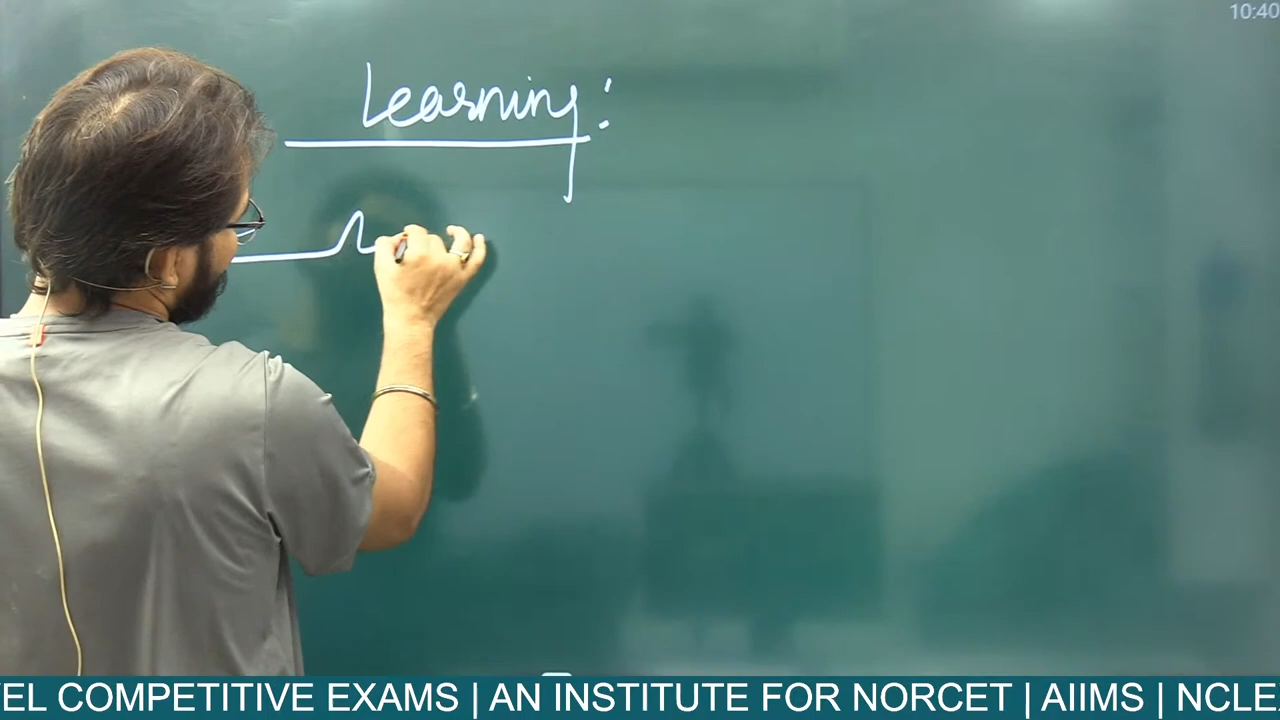 10:40
Learning:
EL COMPETITIVE EXAMS | AN INSTITUTE FOR NORCET | AIIMS | NCLE